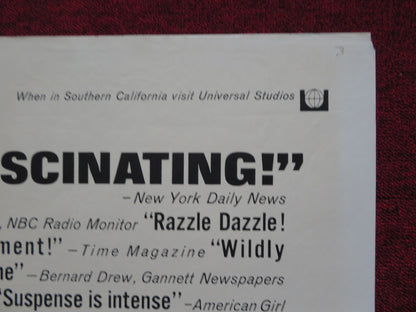 When in Southern California visit Universal Studios
SCINATING!”
–New York Daily News
, NBC Radio Monitor “Razzle Dazzle!
ment!” –Time Magazine “Wildly
ne” –Bernard Drew, Gannett Newspapers
“Suspense is intense” –American Girl